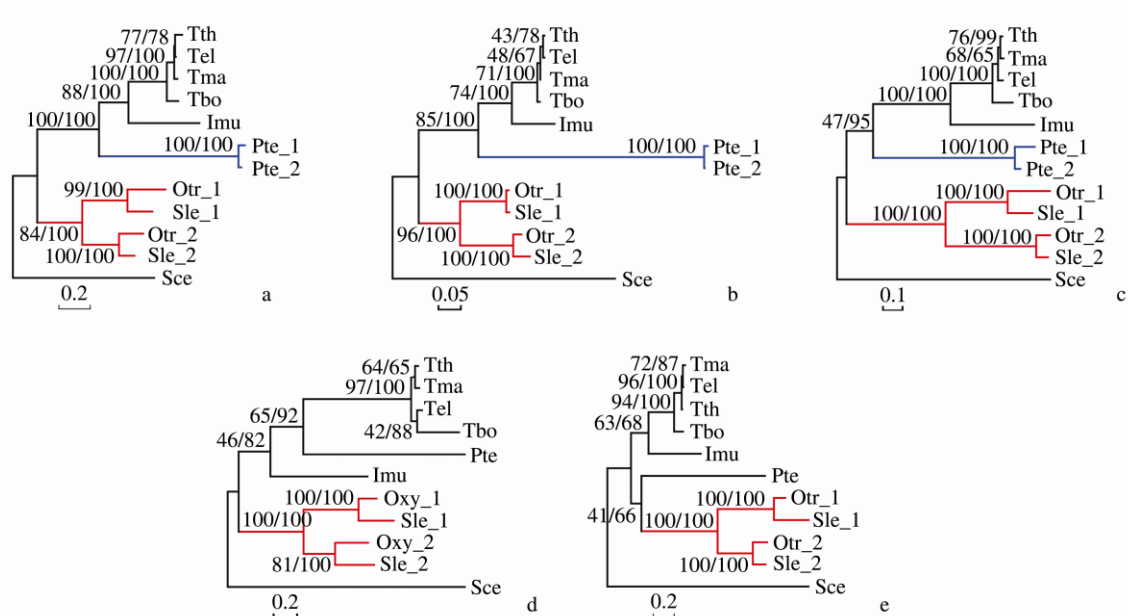 77/78
Tth
97/100
Tel
100/100
Tma
88/100
Tbo
100/100
Imu
100/100
Pte_1
Pte_2
99/100
Otr_1
Sle_1
84/100
Otr_2
100/100
Sle_2
Sce
0.2
a
43/78
Tth
48/67
Tel
71/100
Tma
74/100
Tbo
85/100
Imu
100/100
Pte_1
Pte_2
100/100
Otr_1
Sle_1
96/100
Otr_2
100/100
Sle_2
Sce
0.05
b
76/99
Tth
68/65
Tma
100/100
Tel
100/100
Tbo
47/95
Imu
100/100
Pte_1
Pte_2
100/100
Otr_1
100/100
Sle_1
100/100
Otr_2
Sle_2
Sce
0.1
c
64/65
Tth
97/100
Tma
Tel
65/92
42/88
Tbo
46/82
Pte
Imu
100/100
Oxy_1
100/100
Sle_1
Oxy_2
81/100
Sle_2
Sce
0.2
d
72/87
Tma
96/100
Tel
94/100
Tth
63/68
Tbo
Imu
Pte
100/100
Otr_1
41/66
100/100
Sle_1
Otr_2
100/100
Sle_2
Sce
0.2
e